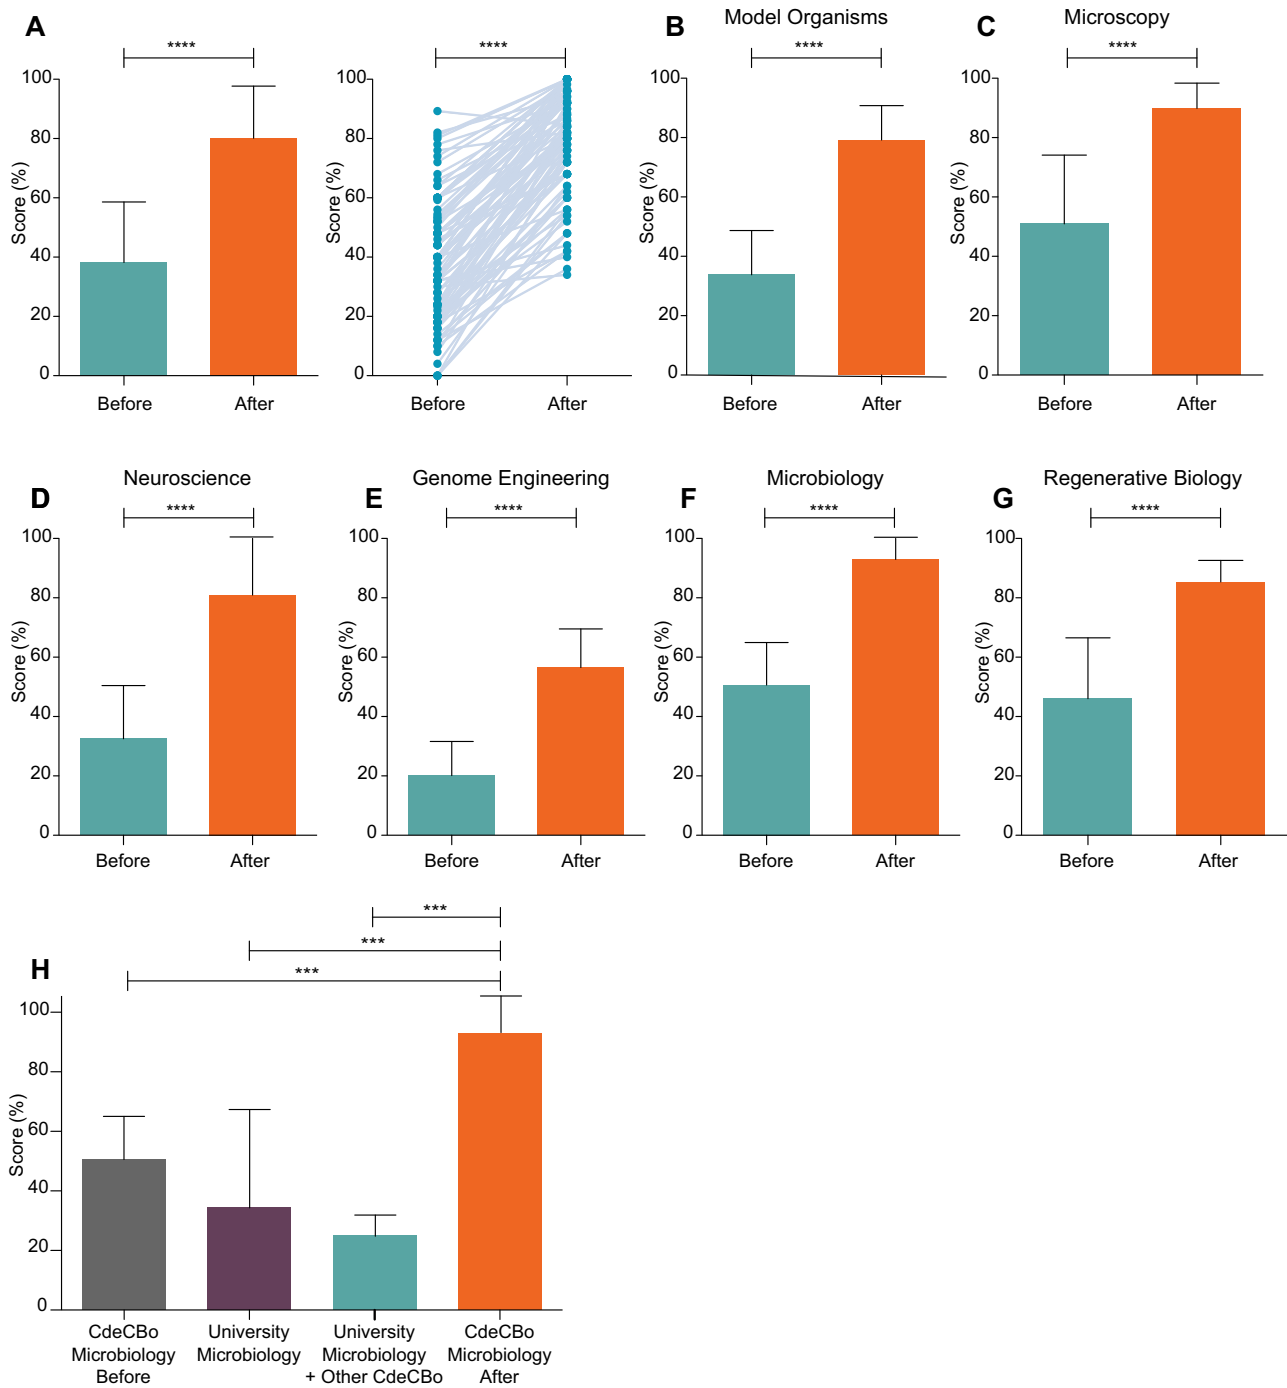 A
****
100
80
60
40
20
0
Score (%)
Before
After
****
100
80
60
40
20
0
Score (%)
Before
After
B
Model Organisms
****
100
80
60
40
20
0
Score (%)
Before
After
C
Microscopy
****
100
80
60
40
20
0
Score (%)
Before
After
D
Neuroscience
****
100
80
60
40
20
0
Score (%)
Before
After
E
Genome Engineering
****
100
80
60
40
20
0
Score (%)
Before
After
F
Microbiology
****
100
80
60
40
20
0
Score (%)
Before
After
G
Regenerative Biology
****
100
80
60
40
20
0
Score (%)
Before
After
H
***
***
***
100
80
60
40
20
0
Score (%)
CdeCBo
Microbiology
Before
University
Microbiology
University
Microbiology
+ Other CdeCBo
CdeCBo
Microbiology
After